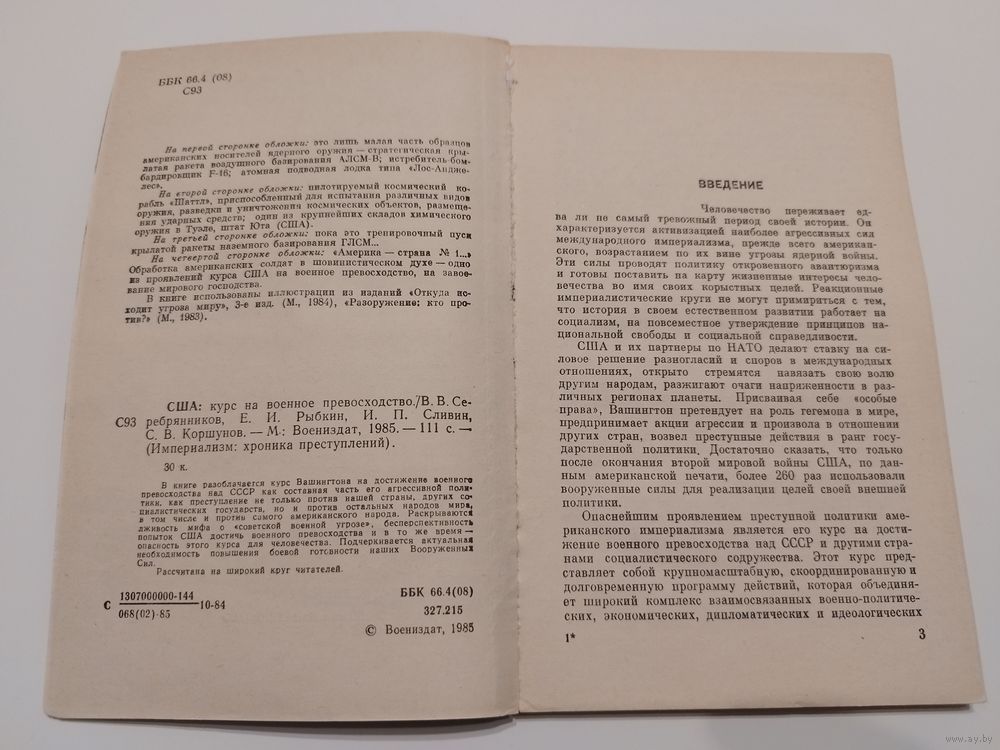 ББК 66.4 (08)
С93
На первой сторонке обложки: это лишь малая часть образцов
американских носителей ядерного оружия — стратегическая кры-
латая ракета воздушного базирования АЛСМ-В; истребитель-бом-
бардировщик F-16; атомная подводная лодка типа «Лос-Андже-
лес».
На второй сторонке обложки: пилотируемый космический ко-
рабль «Шаттл», приспособленный для испытания различных видов
оружия, разведки и уничтожения космических объектов, размеще-
ния ударных средств; один из крупнейших складов химического
оружия в Туэле, штат Юта (США).
На третьей сторонке обложки: пока это тренировочный пуск
крылатой ракеты наземного базирования ГЛСМ...
На четвертой сторонке обложки: «Америка — страна № 1...»
Обработка американских солдат в шовинистическом духе — одно
из проявлений курса США на военное превосходство, на завое-
вание мирового господства.
В книге использованы иллюстрации из изданий «Откуда ис-
ходит угроза миру», 3-е изд. (М., 1984), «Разоружение: кто про-
тив?» (М., 1983).
США: курс на военное превосходство./В. В. Се-
С93 ребрянников, Е. И. Рыбкин, И. П. Сливин,
С. В. Коршунов. — М.: Воениздат, 1985. — 111 с. —
(Империализм: хроника преступлений).
30 к.
В книге разоблачается курс Вашингтона на достижение военного
превосходства над СССР как составная часть его агрессивной поли-
тики, как преступление не только против нашей страны, других со-
циалистических государств, но и против остальных народов мира,
в том числе и против самого американского народа. Раскрываются
лживость мифа о «советской военной угрозе», бесперспективность
попыток США достичь военного превосходства и в то же время —
опасность этого курса для человечества. Подчеркивается актуальная
необходимость повышения боевой готовности наших Вооруженных
Сил.
Рассчитана на широкий круг читателей.
С 1307000000-144
068(02)-85 10-84
ББК 66.4(08)
327.215
© Воениздат, 1985
ВВЕДЕНИЕ
Человечество переживает ед-
ва ли не самый тревожный период своей истории. Он
характеризуется активизацией наиболее агрессивных сил
международного империализма, прежде всего американ-
ского, возрастанием по их вине угрозы ядерной войны.
Эти силы проводят политику откровенного авантюризма
и готовы поставить на карту жизненные интересы чело-
вечества во имя своих корыстных целей. Реакционные
империалистические круги не могут примириться с тем,
что история в своем естественном развитии работает на
социализм, на повсеместное утверждение принципов на-
циональной свободы и социальной справедливости.
США и их партнеры по НАТО делают ставку на си-
ловое решение разногласий и споров в международных
отношениях, открыто стремятся навязать свою волю
другим народам, разжигают очаги напряженности в раз-
личных регионах планеты. Присваивая себе «особые
права», Вашингтон претендует на роль гегемона в мире,
предпринимает акции агрессии и произвола в отношении
других стран, возвел преступные действия в ранг госу-
дарственной политики. Достаточно сказать, что только
после окончания второй мировой войны США, по дан-
ным американской печати, более 260 раз использовали
вооруженные силы для реализации целей своей внешней
политики.
Опаснейшим проявлением преступной политики аме-
риканского империализма является его курс на дости-
жение военного превосходства над СССР и другими стра-
нами социалистического содружества. Этот курс пред-
ставляет собой крупномасштабную, скоординированную и
долговременную программу действий, которая объединя-
ет широкий комплекс взаимосвязанных военно-политиче-
ских, экономических, дипломатических и идеологических
1*
3
www.ay.by